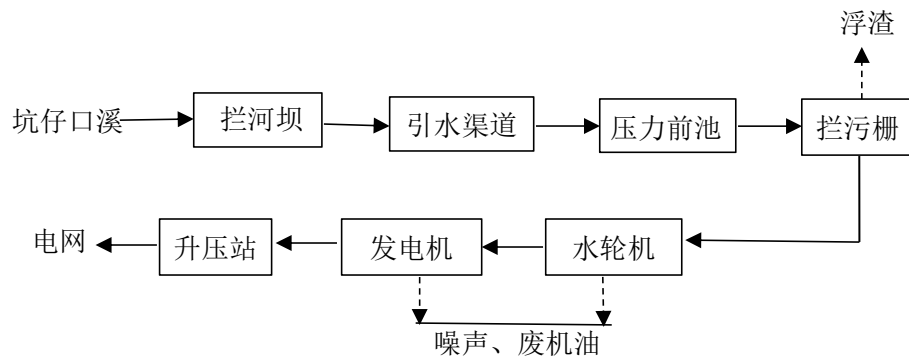 浮渣
坑仔口溪
拦河坝
引水渠道
压力前池
拦污栅
电网
升压站
发电机
水轮机
噪声、废机油